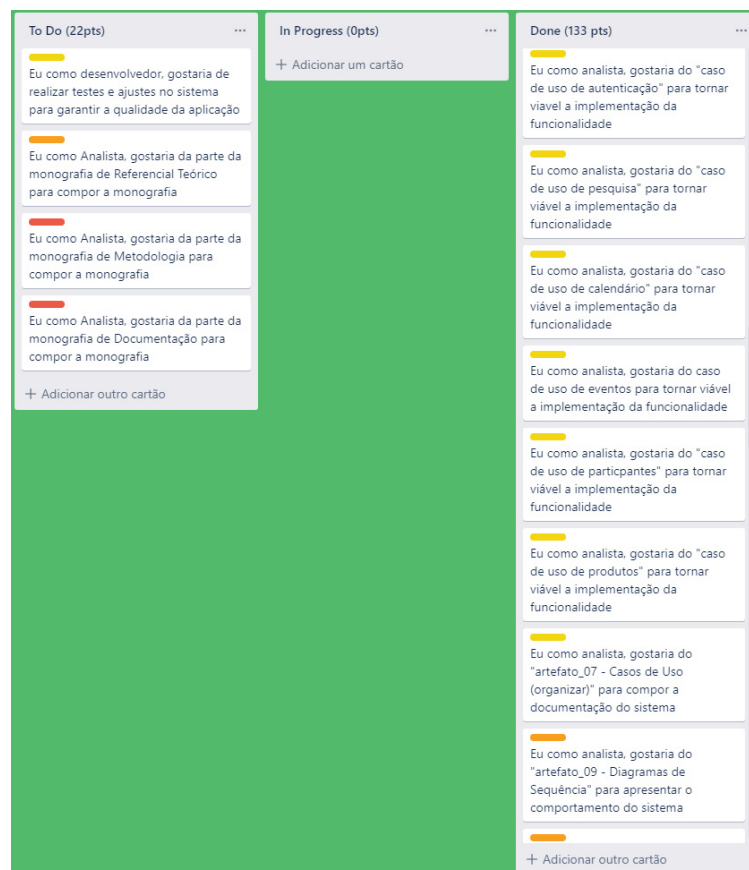 To Do (22pts)
Eu como desenvolvedor, gostaria de
realizar testes e ajustes no sistema
para garantir a qualidade da aplicação
Eu como Analista, gostaria da parte da
monografia de Referencial Teórico
para compor a monografia
Eu como Analista, gostaria da parte da
monografia de Metodologia para
compor a monografia
Eu como Analista, gostaria da parte da
monografia de Documentação para
compor a monografia
+ Adicionar outro cartão
In Progress (0pts)
+ Adicionar um cartão
Done (133 pts)
Eu como analista, gostaria do "caso
de uso de autenticação" para tornar
viavel a implementação da
funcionalidade
Eu como analista, gostaria do "caso
de uso de pesquisa" para tornar
viável a implementação da
funcionalidade
Eu como analista, gostaria do "caso
de uso de calendário" para tornar
viável a implementação da
funcionalidade
Eu como analista, gostaria do caso
de uso de eventos para tornar viável
a implementação da funcionalidade
Eu como analista, gostaria do "caso
de uso de particpantes" para tornar
viável a implementação da
funcionalidade
Eu como analista, gostaria do "caso
de uso de produtos" para tornar
viável a implementação da
funcionalidade
Eu como analista, gostaria do
"artefato_07 - Casos de Uso
(organizar)" para compor a
documentação do sistema
Eu como analista, gostaria do
"artefato_09 - Diagramas de
Sequência" para apresentar o
comportamento do sistema
+ Adicionar outro cartão